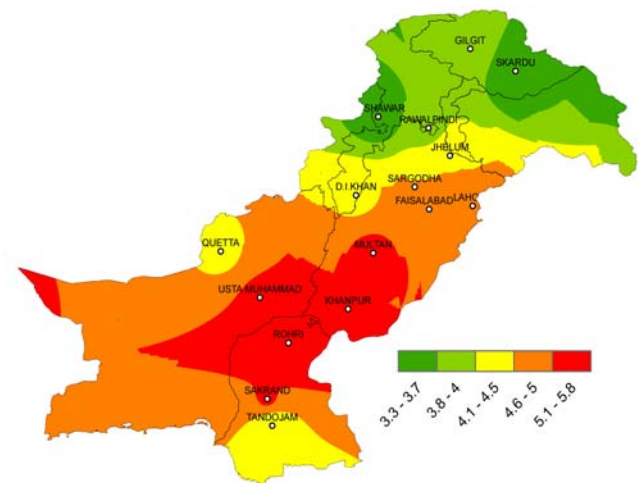 GILGIT
SKARDU
SHAWAR
RAWALPINDI
JHELUM
SARGODHA
D.I.KHAN
FAISALABAD
LAHO
QUETTA
MULTAN
USTA MUHAMMAD
KHANPUR
ROHRI
SAKRAND
TANDOJAM
3.3 - 3.7
3.8 - 4
4.1 - 4.5
4.6 - 5
5.1 - 5.8